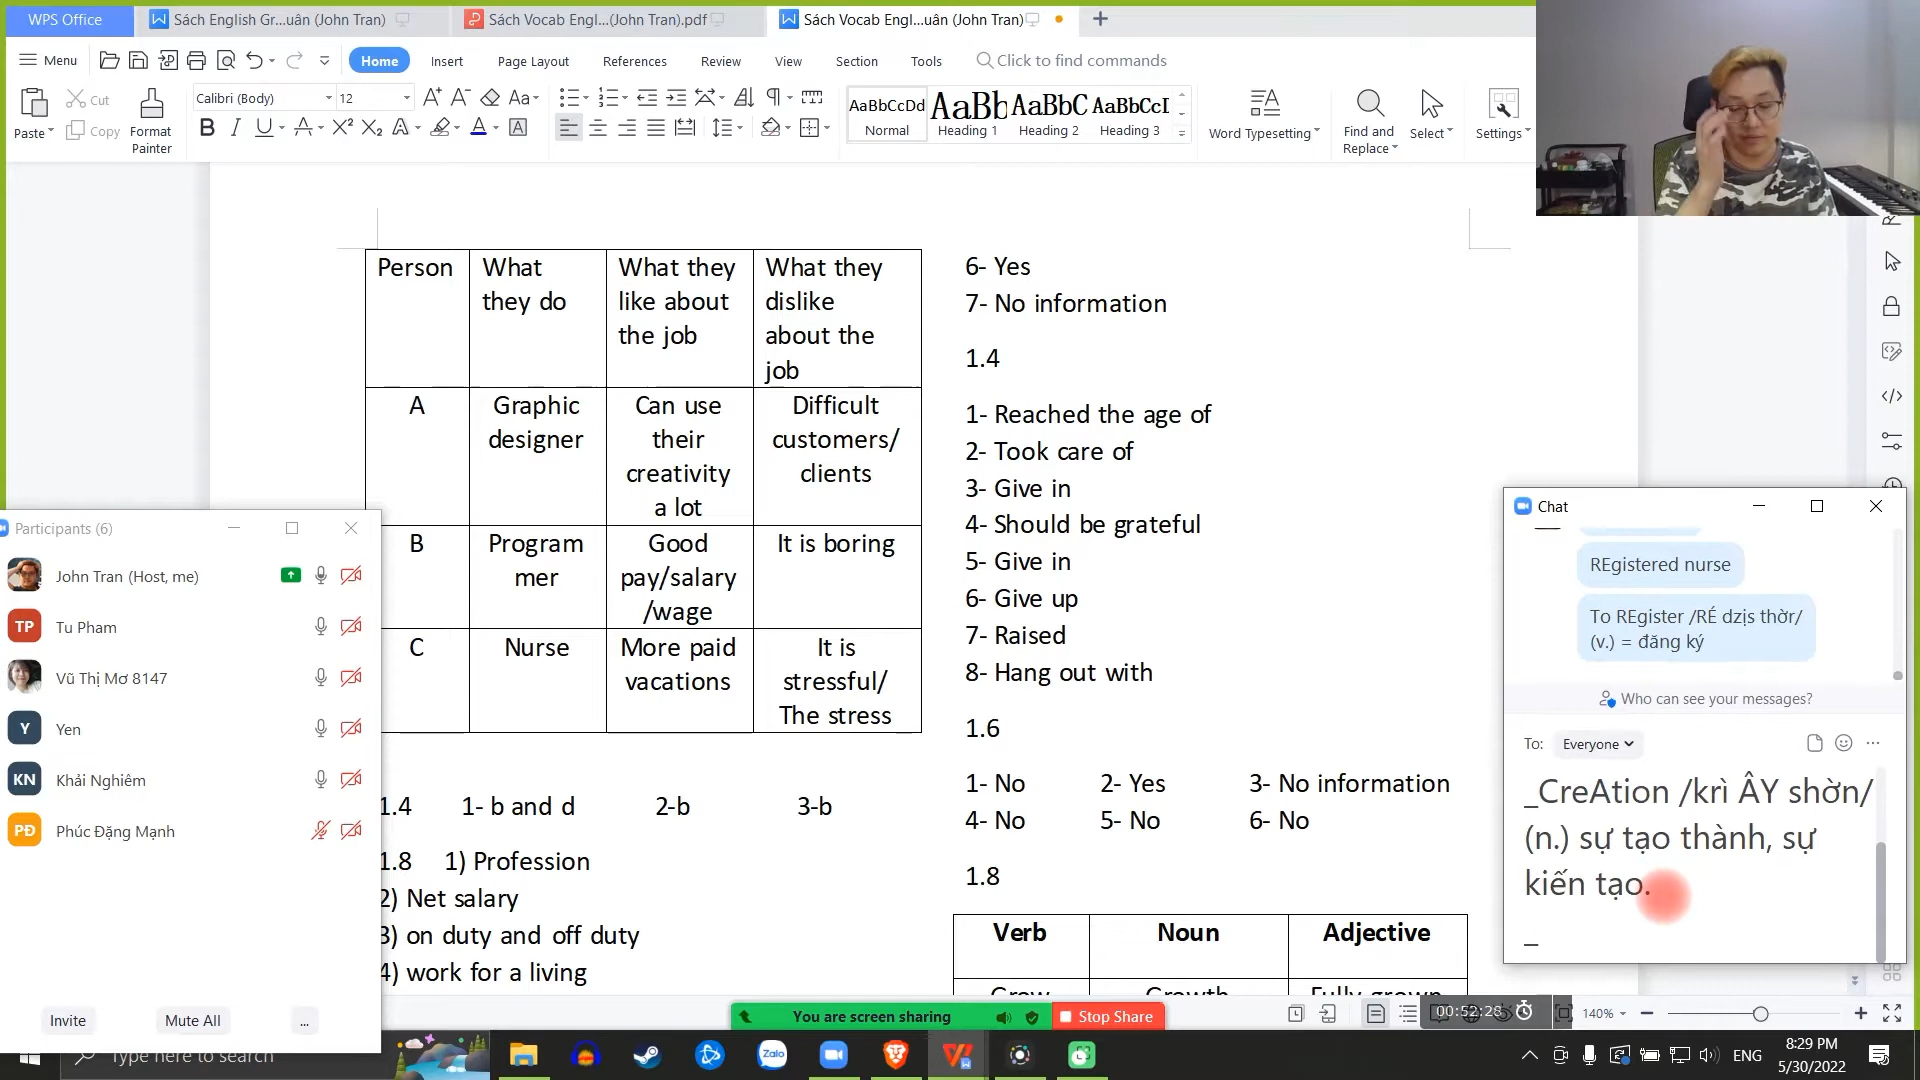 WPS Office
Sách English Gr...uân (John Tran)
Sách Vocab Engl...(John Tran).pdf
Sách Vocab Engl...uân (John Tran)
Menu
Home
Insert
Page Layout
References
Review
View
Section
Tools
Click to find commands
Paste
Cut
Copy
Format
Painter
Calibri (Body)
12
AaBbCcDd
Normal
AaBb
Heading 1
AaBbC
Heading 2
AaBbCcI
Heading 3
Word Typesetting
Find and
Replace
Select
Settings
Person
What
they do
What they
like about
the job
What they
dislike
about the
job
A
Graphic
designer
Can use
their
creativity
a lot
Difficult
customers/
clients
B
Program
mer
Good
pay/salary
/wage
It is boring
C
Nurse
More paid
vacations
It is
stressful/
The stress
1.4 1- b and d 2-b 3-b
1.8 1) Profession
2) Net salary
3) on duty and off duty
4) work for a living
6- Yes
7- No information
1.4
1- Reached the age of
2- Took care of
3- Give in
4- Should be grateful
5- Give in
6- Give up
7- Raised
8- Hang out with
1.6
1- No 2- Yes 3- No information
4- No 5- No 6- No
1.8
Verb Noun Adjective
Grow Growth Fully grown
Participants (6)
John Tran (Host, me)
TP Tu Pham
Vũ Thị Mơ 8147
Y Yen
KN Khải Nghiêm
PĐ Phúc Đặng Mạnh
Invite
Mute All
...
Chat
REgistered nurse
To REgister /RÉ dzịs thờr/
(v.) = đăng ký
Who can see your messages?
To: Everyone
_CreAtion /krì ÂY shờn/
(n.) sự tạo thành, sự
kiến tạo.
_
You are screen sharing
Stop Share
00:52:28
140%
Type here to search
Zalo
ENG
8:29 PM
5/30/2022